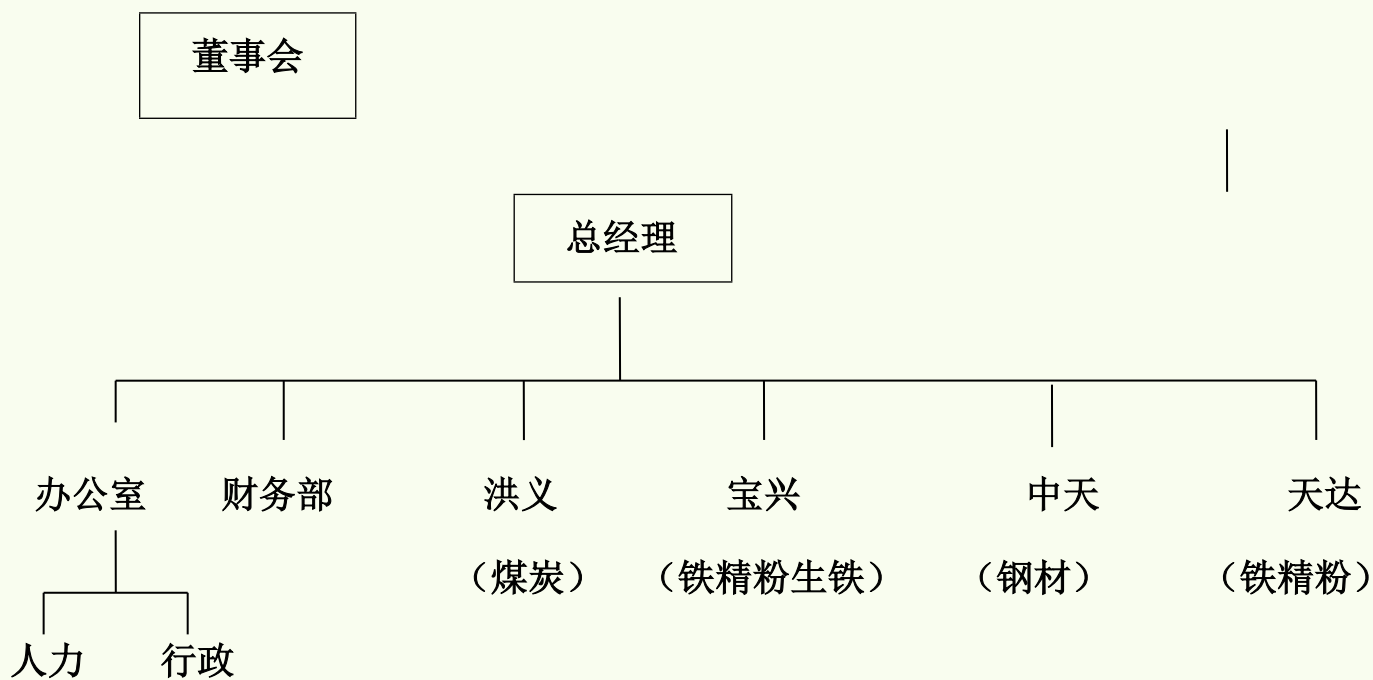 董事会
总经理
办公室 财务部 洪义 宝兴 中天 天达
（煤炭） （铁精粉生铁） （钢材） （铁精粉）
人力 行政